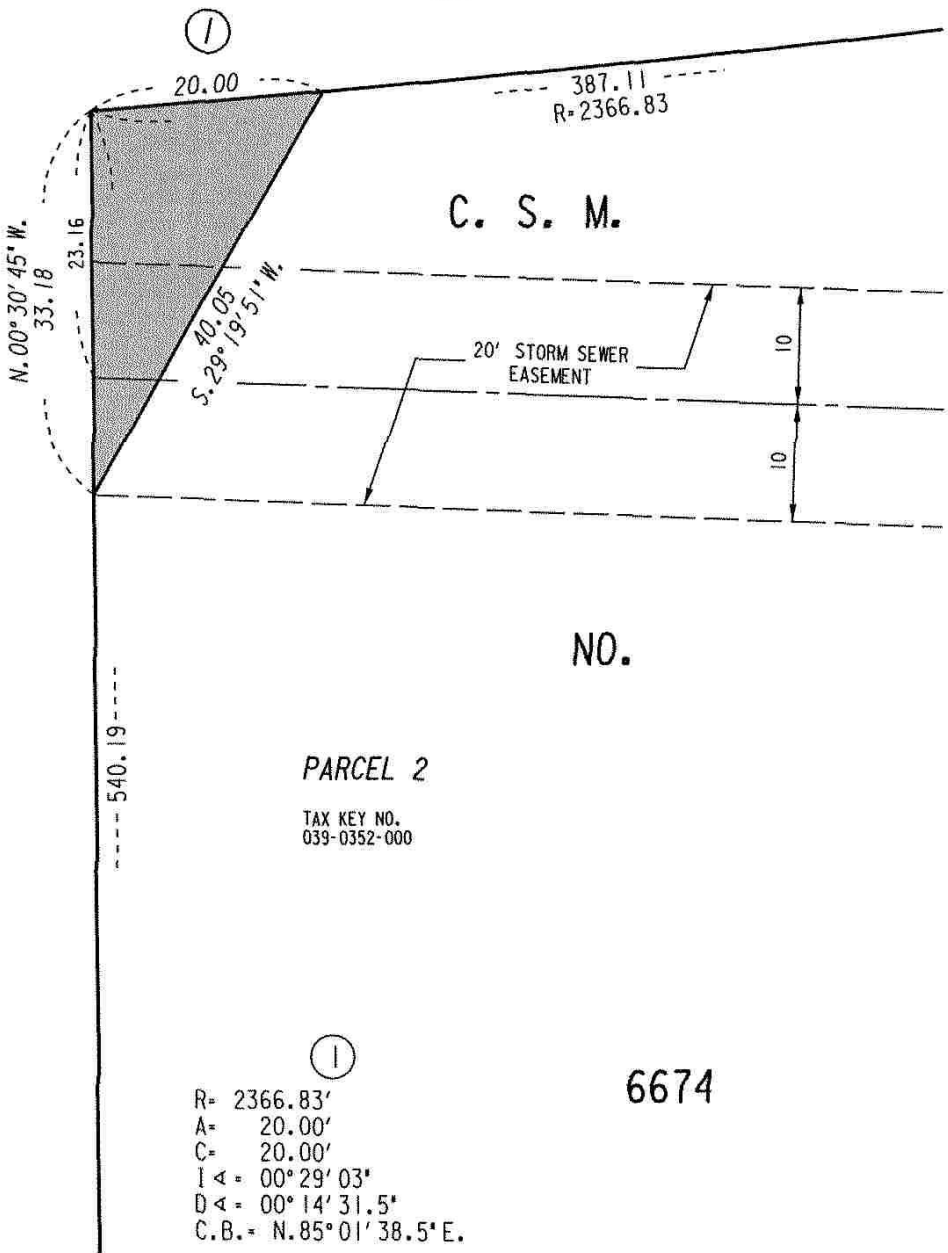 1
20.00
387.11
R=2366.83
C. S. M.
N.00°30'45"W.
33.18
23.16
40.05
S.29°19'51"W.
20' STORM SEWER
EASEMENT
10
10
NO.
540.19
PARCEL 2
TAX KEY NO.
039-0352-000
1
R= 2366.83'
A= 20.00'
C= 20.00'
I∢= 00°29'03"
D∢= 00°14'31.5"
C.B.= N.85°01'38.5"E.
6674